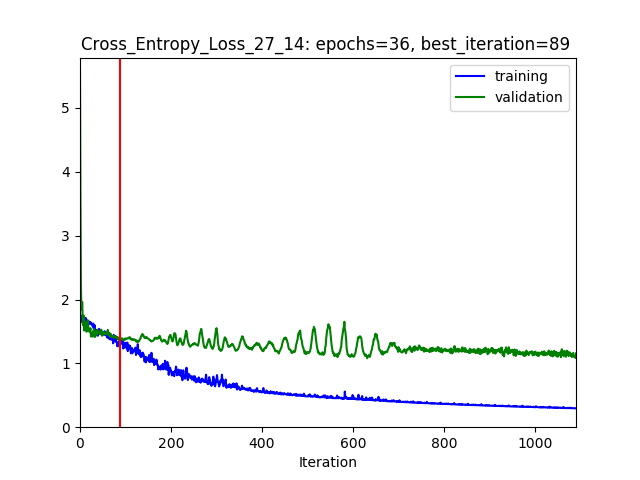 Cross_Entropy_Loss_27_14: epochs=36, best_iteration=89
training
validation
5
4
3
2
1
0
0 200 400 600 800 1000
Iteration